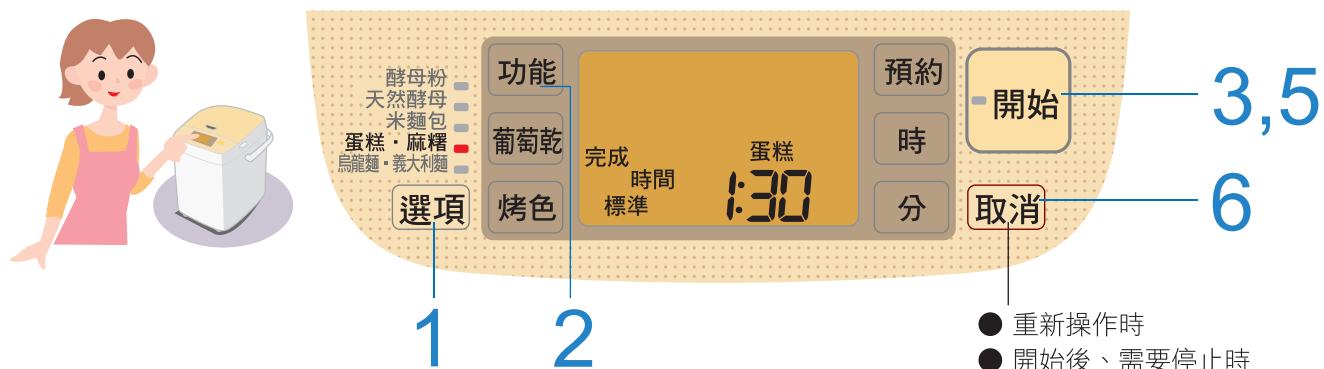 酵母粉
天然酵母
米麵包
蛋糕・麻糬
烏龍麵・義大利麵
選項
功能
葡萄乾
烤色
完成
時間
標準
蛋糕
1:30
預約
時
分
開始
取消
3,5
6
1
2
● 重新操作時
● 開始後、需要停止時